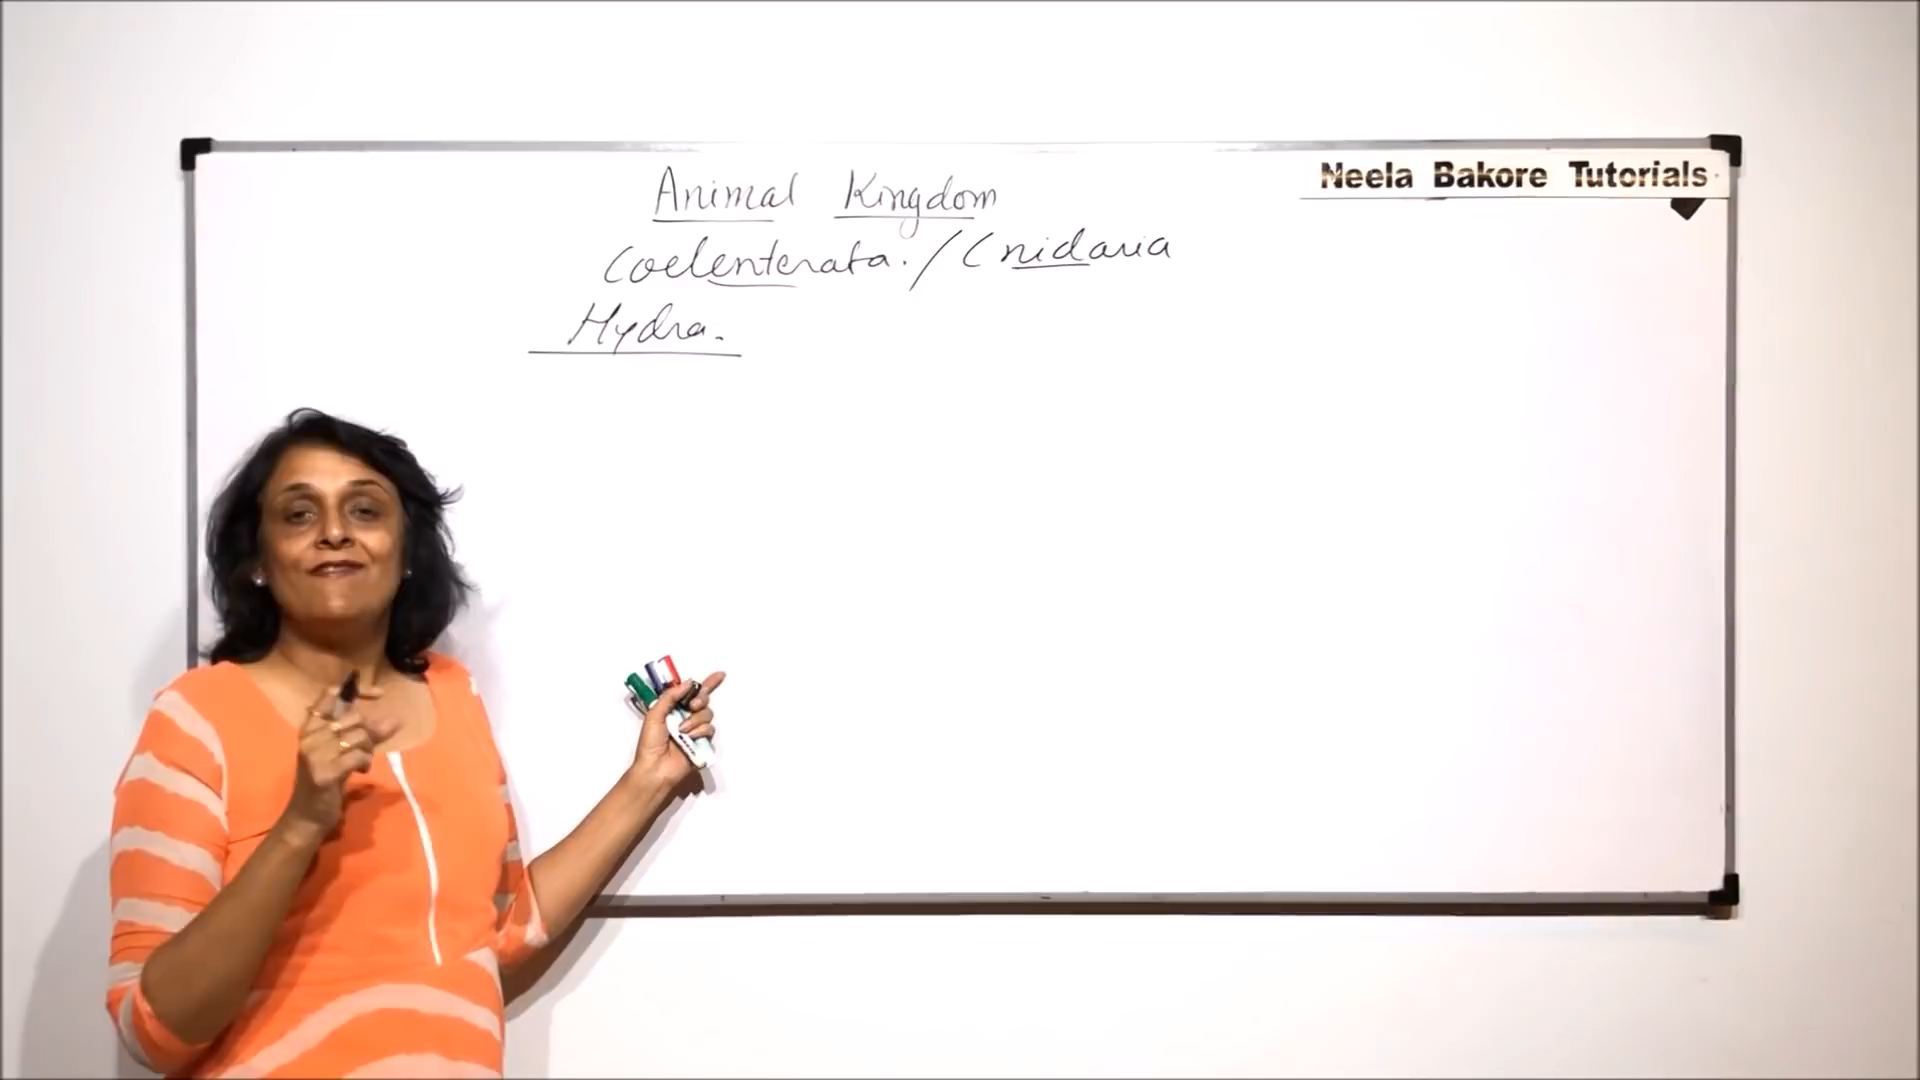 Neela Bakore Tutorials
Animal Kingdom
Coelenterata. / Cnidaria
Hydra.